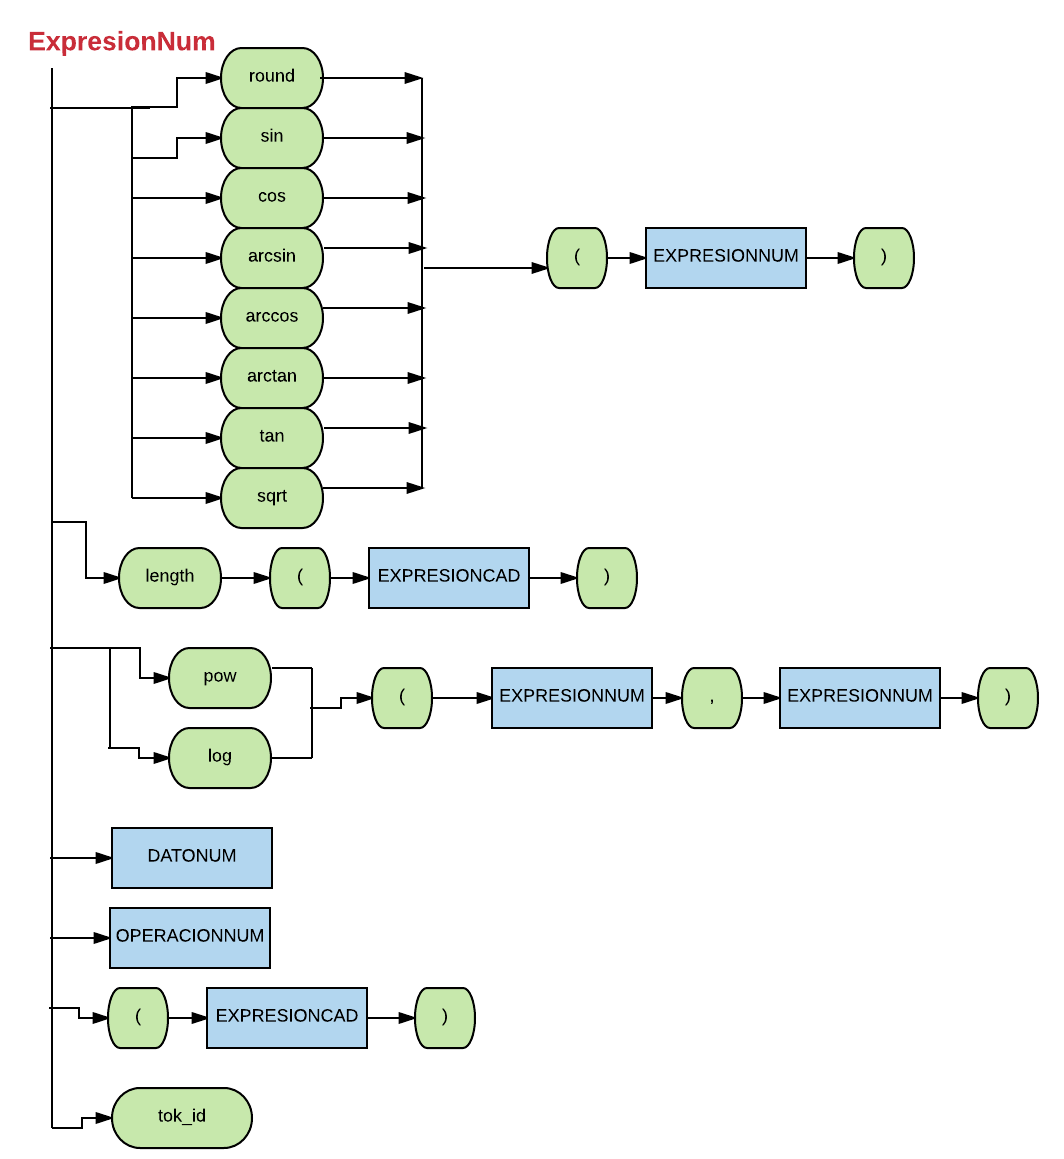 ExpresionNum
round
sin
cos
arcsin
( EXPRESIONNUM )
arccos
arctan
tan
sqrt
length ( EXPRESIONCAD )
pow
( EXPRESIONNUM , EXPRESIONNUM )
log
DATONUM
OPERACIONNUM
( EXPRESIONCAD )
tok_id